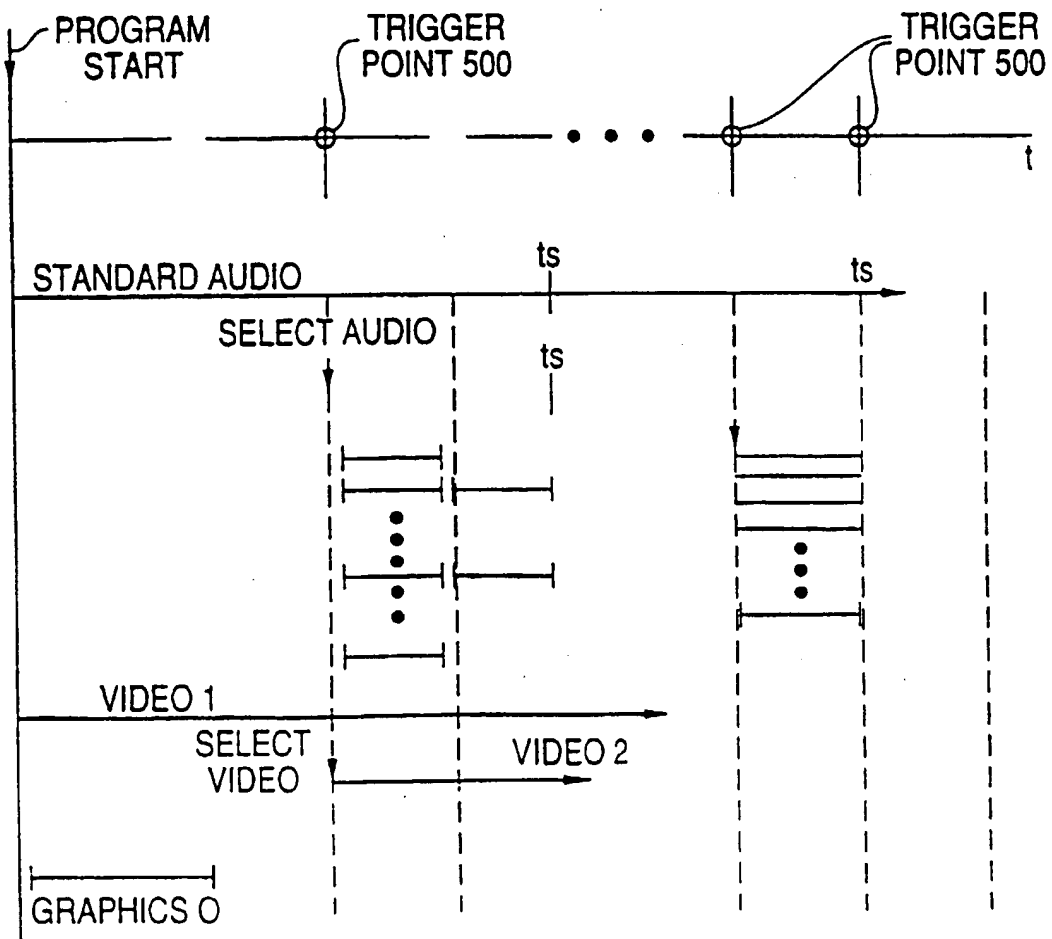 PROGRAM
START
TRIGGER
POINT 500
TRIGGER
POINT 500
t
STANDARD AUDIO
ts
ts
SELECT AUDIO
ts
VIDEO 1
SELECT
VIDEO
VIDEO 2
GRAPHICS O